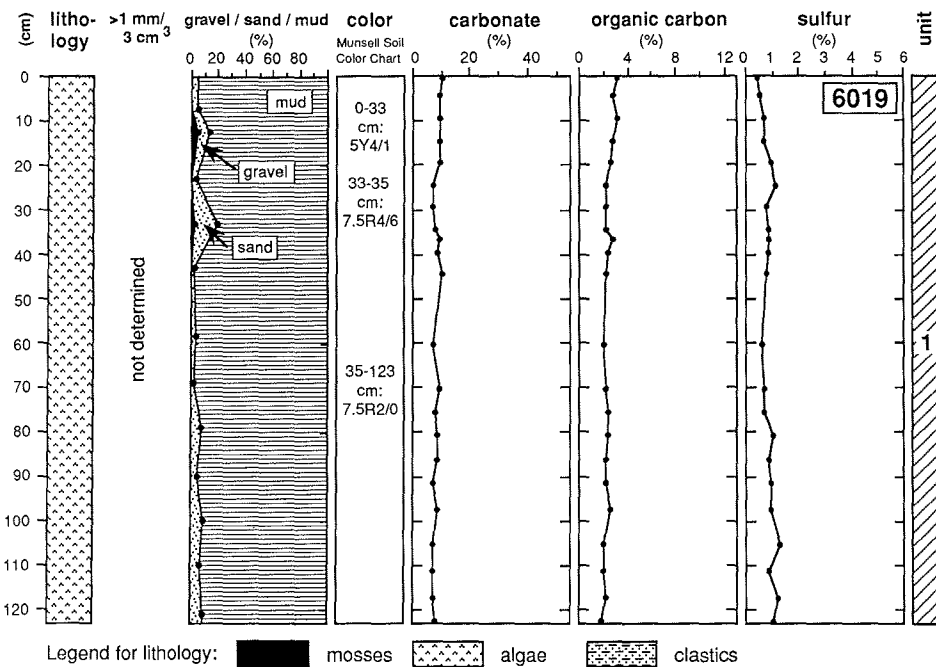 (cm)
litho-
logy
>1 mm/
3 cm3
gravel / sand / mud
(%)
color
Munsell Soil
Color Chart
carbonate
(%)
organic carbon
(%)
sulfur
(%)
unit
0 20 40 60 80 100
0 10 20 30 40 50
0 4 8 12
0 1 2 3 4 5 6
0
10
20
30
40
50
60
70
80
90
100
110
120
not determined
mud
gravel
sand
0-33
cm:
5Y4/1
33-35
cm:
7.5R4/6
35-123
cm:
7.5R2/0
6019
1
Legend for lithology: mosses algae clastics